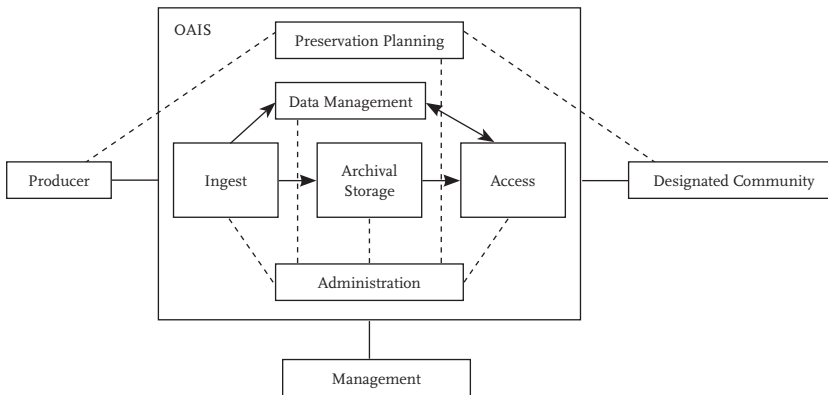 OAIS
Preservation Planning
Data Management
Producer
Ingest
Archival
Storage
Access
Designated Community
Administration
Management